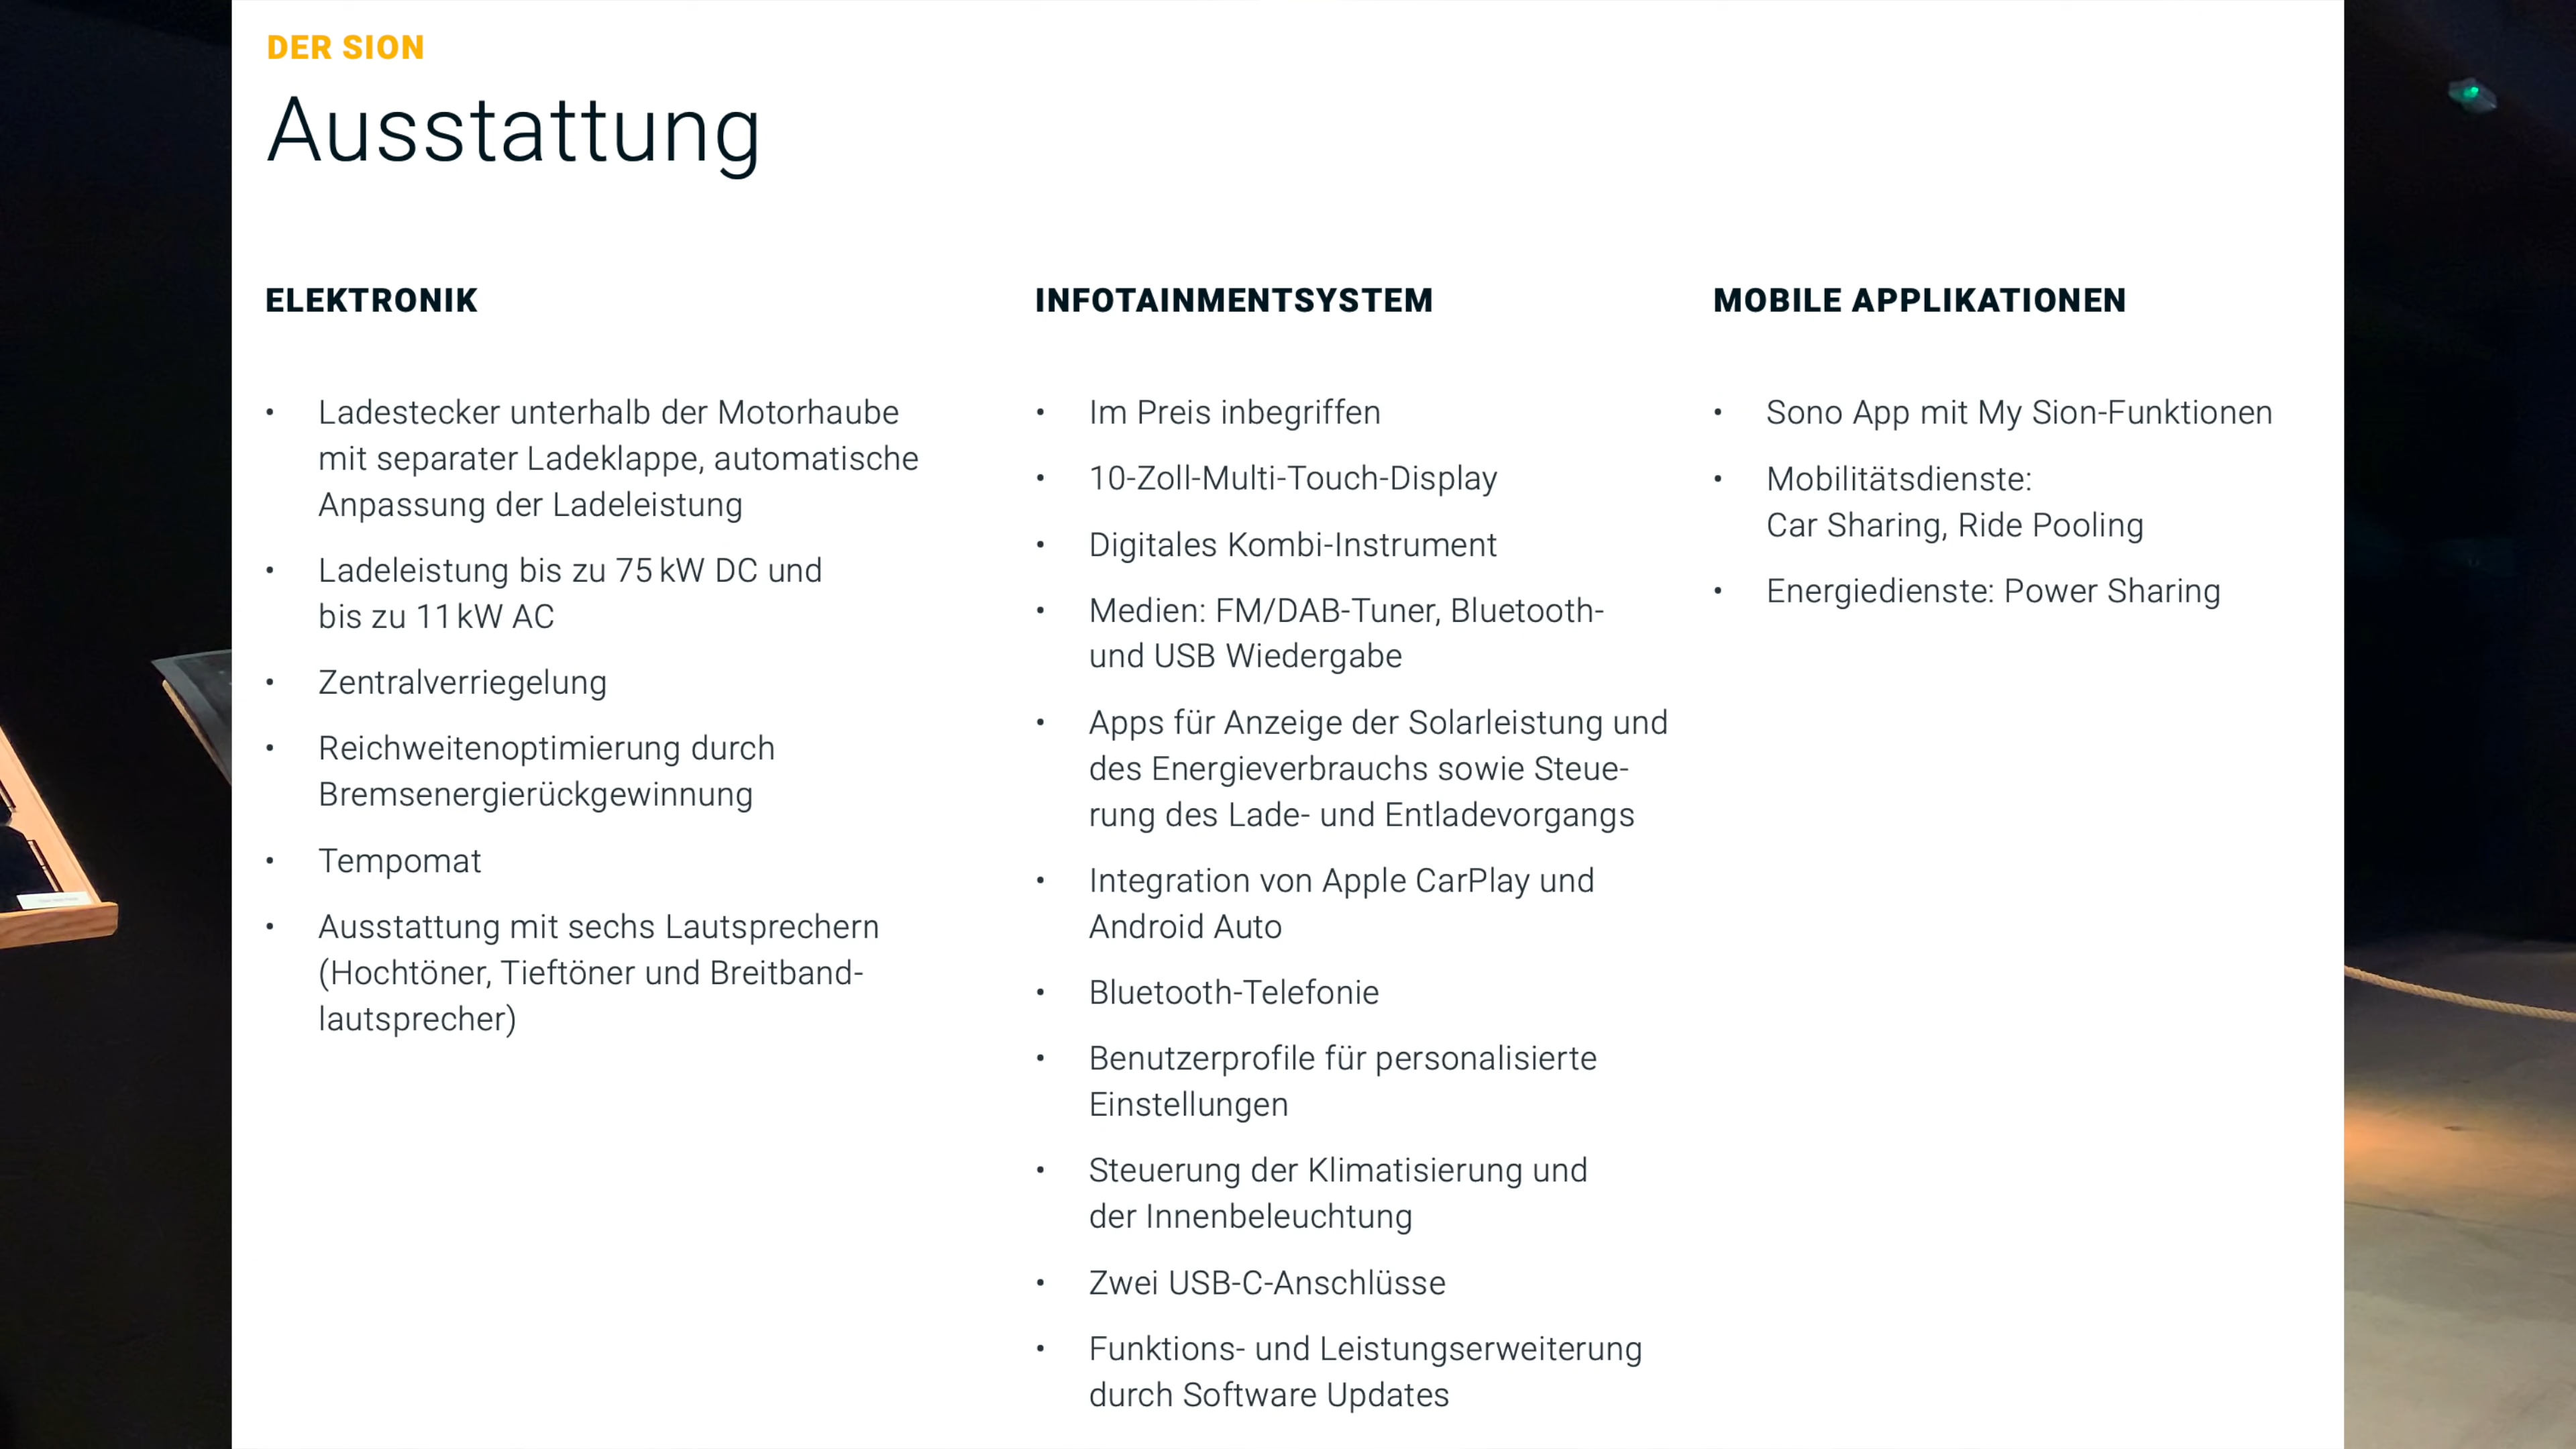 DER SION
Ausstattung
ELEKTRONIK
• Ladestecker unterhalb der Motorhaube
mit separater Ladeklappe, automatische
Anpassung der Ladeleistung
• Ladeleistung bis zu 75 kW DC und
bis zu 11 kW AC
• Zentralverriegelung
• Reichweitenoptimierung durch
Bremsenergierückgewinnung
• Tempomat
• Ausstattung mit sechs Lautsprechern
(Hochtöner, Tieftöner und Breitband-
lautsprecher)
INFOTAINMENTSYSTEM
• Im Preis inbegriffen
• 10-Zoll-Multi-Touch-Display
• Digitales Kombi-Instrument
• Medien: FM/DAB-Tuner, Bluetooth-
und USB Wiedergabe
• Apps für Anzeige der Solarleistung und
des Energieverbrauchs sowie Steue-
rung des Lade- und Entladevorgangs
• Integration von Apple CarPlay und
Android Auto
• Bluetooth-Telefonie
• Benutzerprofile für personalisierte
Einstellungen
• Steuerung der Klimatisierung und
der Innenbeleuchtung
• Zwei USB-C-Anschlüsse
• Funktions- und Leistungserweiterung
durch Software Updates
MOBILE APPLIKATIONEN
• Sono App mit My Sion-Funktionen
• Mobilitätsdienste:
Car Sharing, Ride Pooling
• Energiedienste: Power Sharing